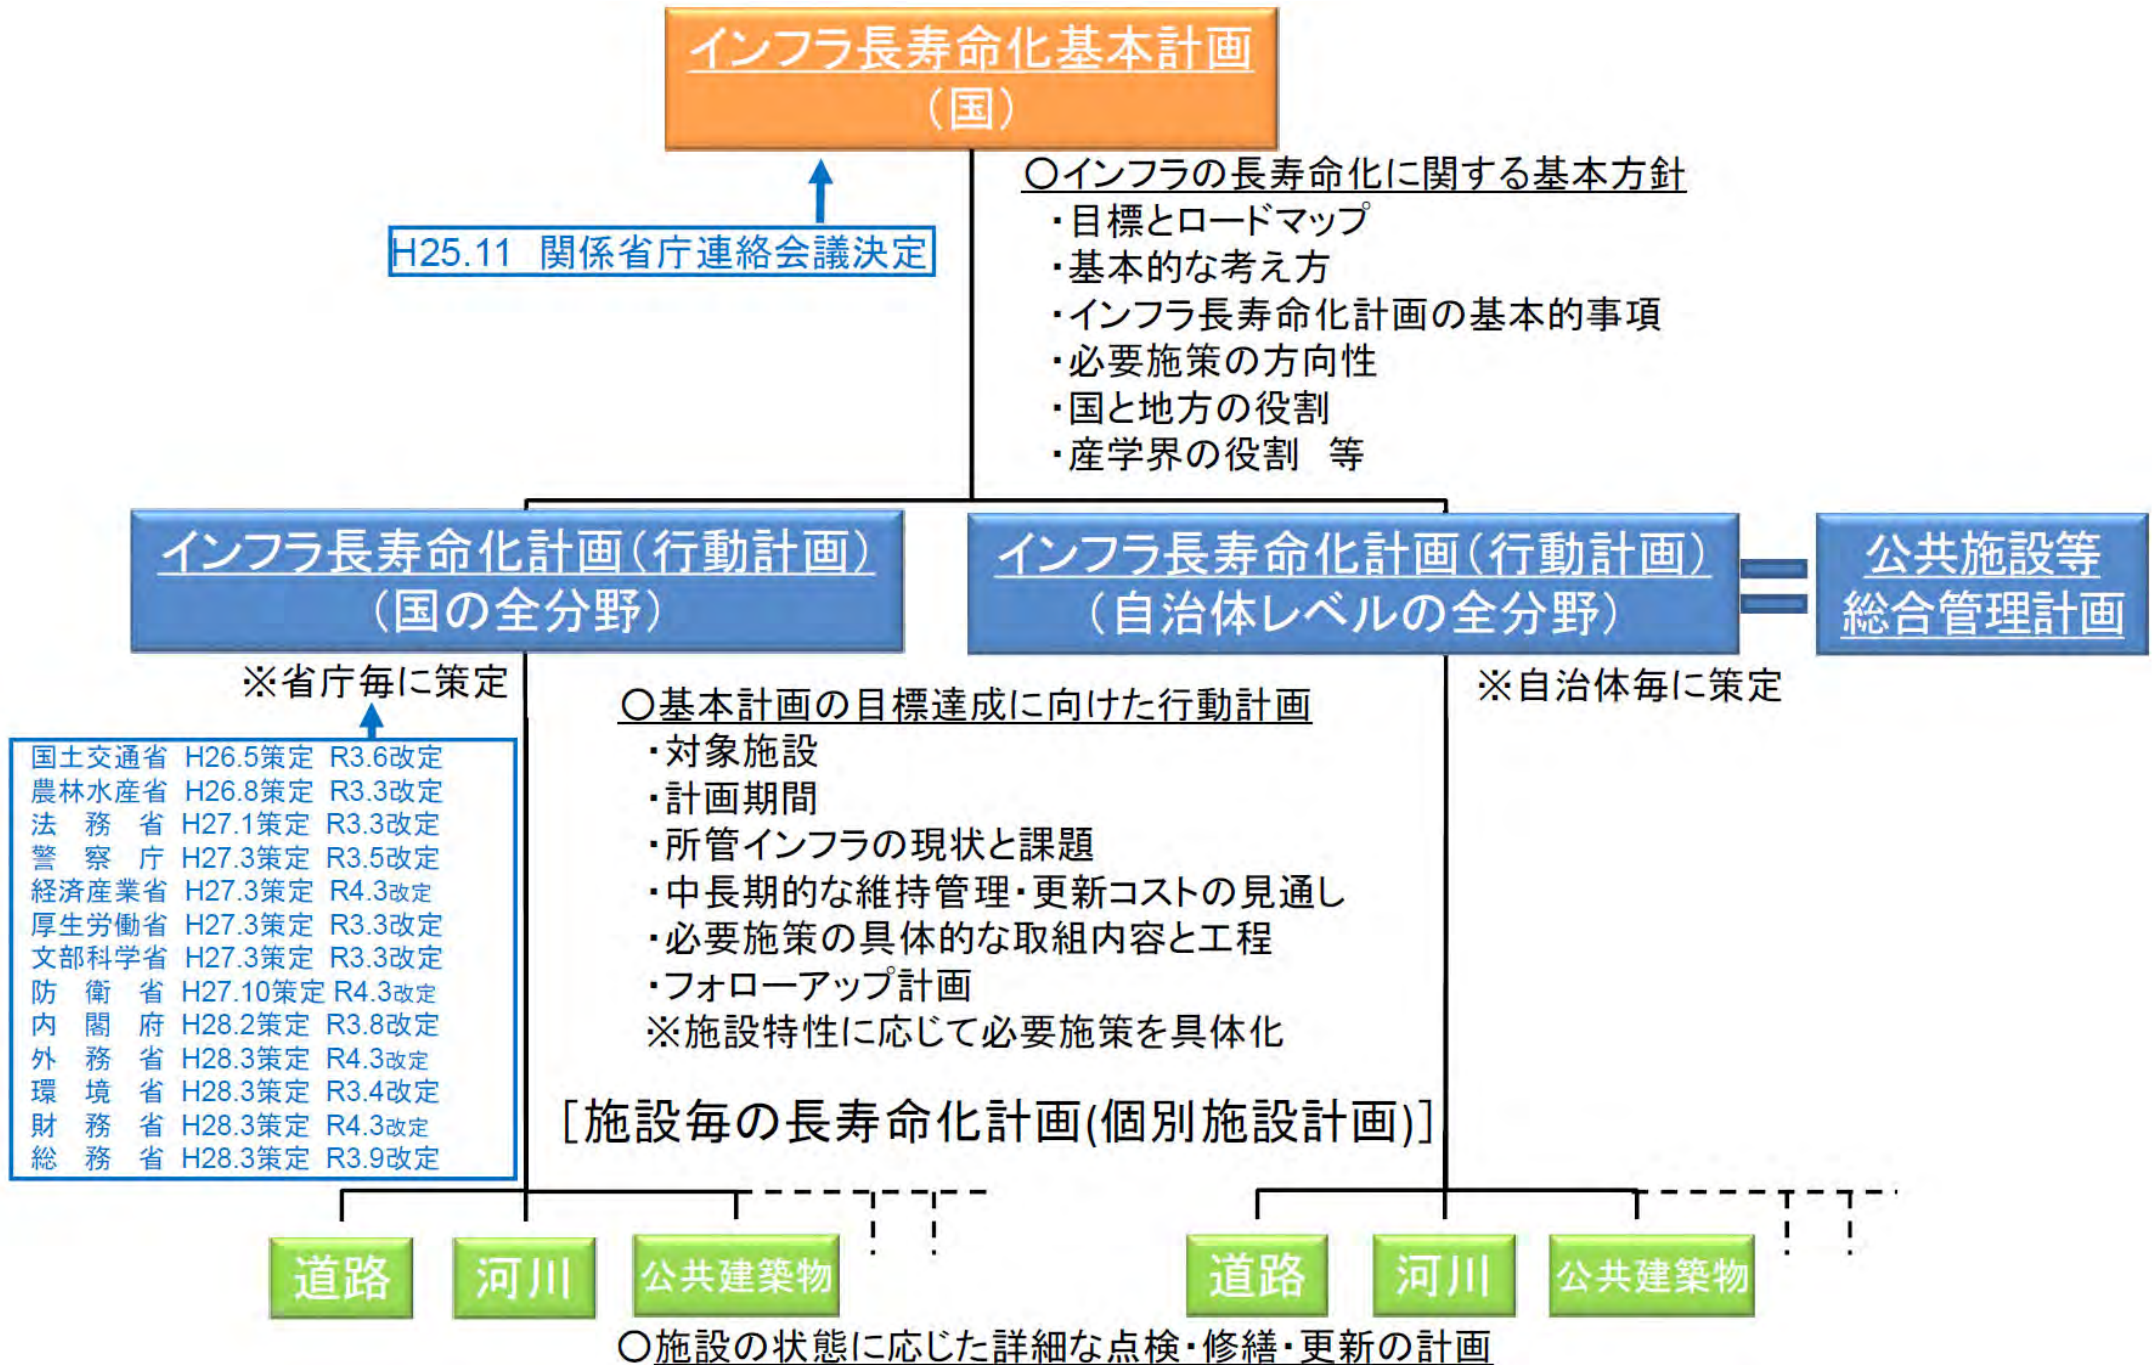 インフラ長寿命化基本計画
（国）
H25.11　関係省庁連絡会議決定
〇インフラの長寿命化に関する基本方針
・目標とロードマップ
・基本的な考え方
・インフラ長寿命化計画の基本的事項
・必要施策の方向性
・国と地方の役割
・産学界の役割　等
インフラ長寿命化計画（行動計画）
（国の全分野）
インフラ長寿命化計画（行動計画）
（自治体レベルの全分野）
公共施設等
総合管理計画
※省庁毎に策定
※自治体毎に策定
国土交通省 H26.5策定 R3.6改定
農林水産省 H26.8策定 R3.3改定
法　務　省 H27.1策定 R3.3改定
警　察　庁 H27.3策定 R3.5改定
経済産業省 H27.3策定 R4.3改定
厚生労働省 H27.3策定 R3.3改定
文部科学省 H27.3策定 R3.3改定
防　衛　省 H27.10策定 R4.3改定
内　閣　府 H28.2策定 R3.8改定
外　務　省 H28.3策定 R4.3改定
環　境　省 H28.3策定 R3.4改定
財　務　省 H28.3策定 R4.3改定
総　務　省 H28.3策定 R3.9改定
〇基本計画の目標達成に向けた行動計画
・対象施設
・計画期間
・所管インフラの現状と課題
・中長期的な維持管理・更新コストの見通し
・必要施策の具体的な取組内容と工程
・フォローアップ計画
※施設特性に応じて必要施策を具体化
［施設毎の長寿命化計画(個別施設計画)］
道路
河川
公共建築物
道路
河川
公共建築物
〇施設の状態に応じた詳細な点検・修繕・更新の計画